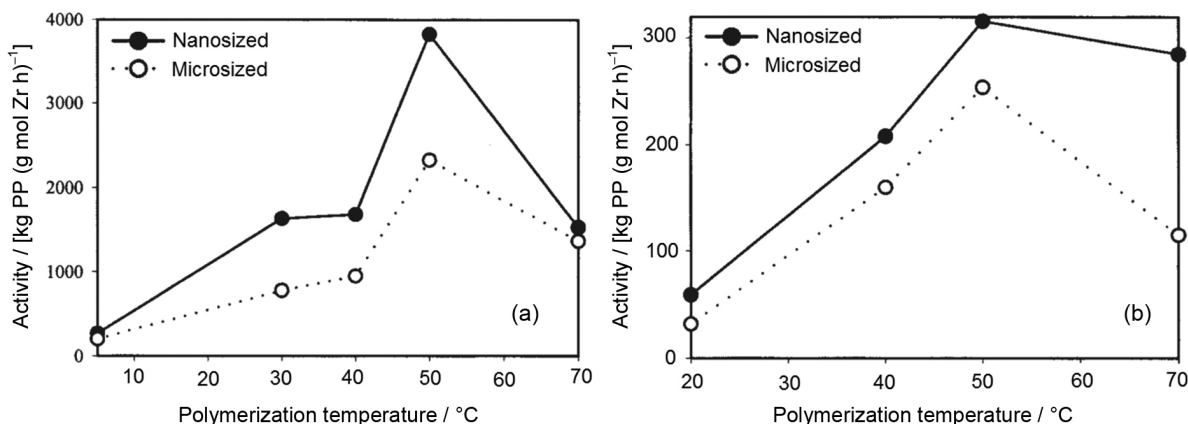 Activity / [kg PP (g mol Zr h)⁻¹]
4000
3000
2000
1000
0
Nanosized
Microsized
(a)
10 20 30 40 50 60 70
Polymerization temperature / °C
Activity / [kg PP (g mol Zr h)⁻¹]
300
200
100
0
Nanosized
Microsized
(b)
20 30 40 50 60 70
Polymerization temperature / °C